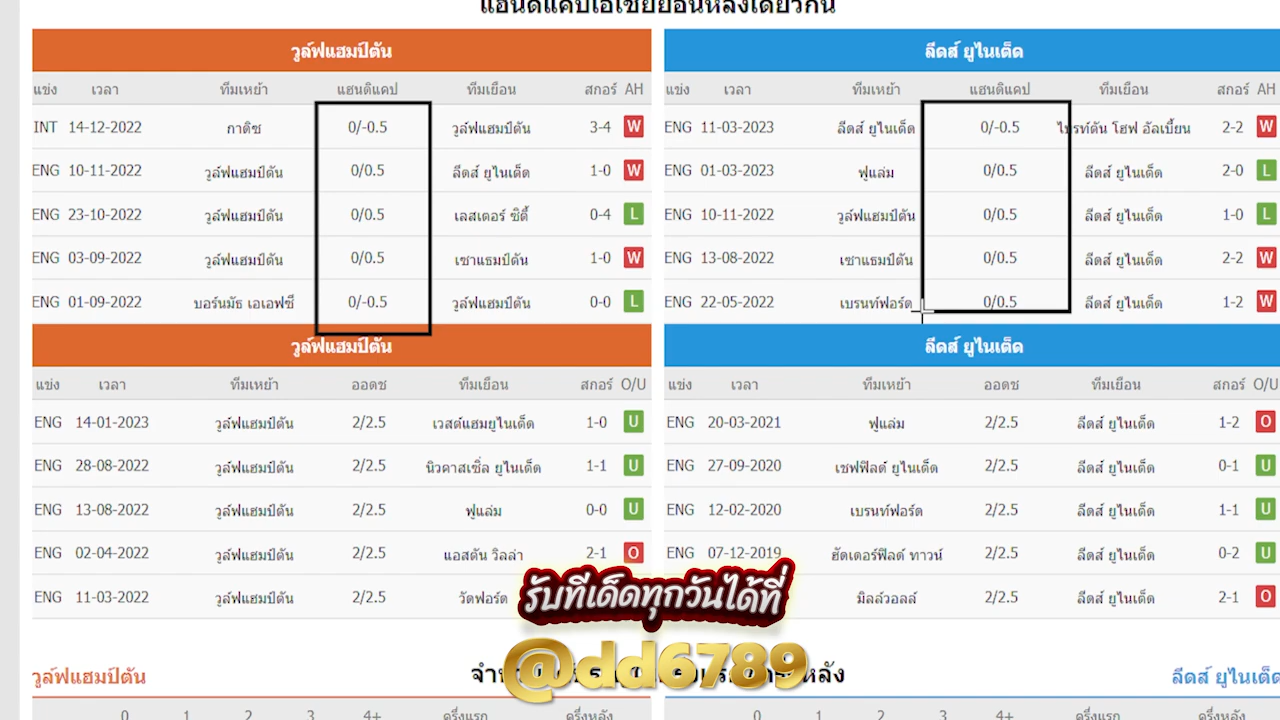 แฮนดิแคปเอเชียย้อนหลังเดียวกัน
วูล์ฟแฮมป์ตัน
แข่ง เวลา ทีมเหย้า แฮนดิแคป ทีมเยือน สกอร์ AH
INT 14-12-2022 กาดิซ 0/-0.5 วูล์ฟแฮมป์ตัน 3-4 W
ENG 10-11-2022 วูล์ฟแฮมป์ตัน 0/0.5 ลีดส์ ยูไนเต็ด 1-0 W
ENG 23-10-2022 วูล์ฟแฮมป์ตัน 0/0.5 เลสเตอร์ ซิตี้ 0-4 L
ENG 03-09-2022 วูล์ฟแฮมป์ตัน 0/0.5 เซาแธมป์ตัน 1-0 W
ENG 01-09-2022 บอร์นมัธ เอเอฟซี 0/-0.5 วูล์ฟแฮมป์ตัน 0-0 L
ลีดส์ ยูไนเต็ด
แข่ง เวลา ทีมเหย้า แฮนดิแคป ทีมเยือน สกอร์ AH
ENG 11-03-2023 ลีดส์ ยูไนเต็ด 0/-0.5 ไบรท์ตัน โฮฟ อัลเบี้ยน 2-2 W
ENG 01-03-2023 ฟูแล่ม 0/0.5 ลีดส์ ยูไนเต็ด 2-0 L
ENG 10-11-2022 วูล์ฟแฮมป์ตัน 0/0.5 ลีดส์ ยูไนเต็ด 1-0 L
ENG 13-08-2022 เซาแธมป์ตัน 0/0.5 ลีดส์ ยูไนเต็ด 2-2 W
ENG 22-05-2022 เบรนท์ฟอร์ด 0/0.5 ลีดส์ ยูไนเต็ด 1-2 W
วูล์ฟแฮมป์ตัน
แข่ง เวลา ทีมเหย้า ออดซ ทีมเยือน สกอร์ O/U
ENG 14-01-2023 วูล์ฟแฮมป์ตัน 2/2.5 เวสต์แฮมยูไนเต็ด 1-0 U
ENG 28-08-2022 วูล์ฟแฮมป์ตัน 2/2.5 นิวคาสเซิ่ล ยูไนเต็ด 1-1 U
ENG 13-08-2022 วูล์ฟแฮมป์ตัน 2/2.5 ฟูแล่ม 0-0 U
ENG 02-04-2022 วูล์ฟแฮมป์ตัน 2/2.5 แอสตัน วิลล่า 2-1 O
ENG 11-03-2022 วูล์ฟแฮมป์ตัน 2/2.5 วัตฟอร์ด
ลีดส์ ยูไนเต็ด
แข่ง เวลา ทีมเหย้า ออดซ ทีมเยือน สกอร์ O/U
ENG 20-03-2021 ฟูแล่ม 2/2.5 ลีดส์ ยูไนเต็ด 1-2 O
ENG 27-09-2020 เชฟฟิลด์ ยูไนเต็ด 2/2.5 ลีดส์ ยูไนเต็ด 0-1 U
ENG 12-02-2020 เบรนท์ฟอร์ด 2/2.5 ลีดส์ ยูไนเต็ด 1-1 U
ENG 07-12-2019 ฮัดเดอร์ฟิลด์ ทาวน์ 2/2.5 ลีดส์ ยูไนเต็ด 0-2 U
มิลล์วอลล์ 2/2.5 ลีดส์ ยูไนเต็ด 2-1 O
รับทีเด็ดทุกวันได้ที่
@dd6789
วูล์ฟแฮมป์ตัน
ลีดส์ ยูไนเต็ด
0 1 2 3 4+ ครึ่งแรก ครึ่งหลัง
0 1 2 3 4+ ครึ่งแรก ครึ่งหลัง